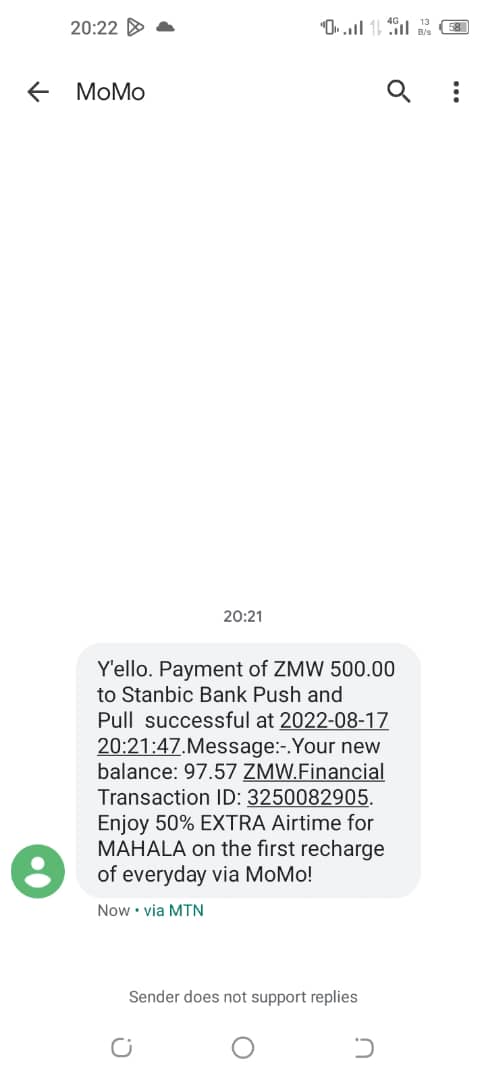 20:22
4G 13 B/s 58
MoMo
20:21
Y'ello. Payment of ZMW 500.00
to Stanbic Bank Push and
Pull  successful at 2022-08-17
20:21:47.Message:-.Your new
balance: 97.57 ZMW.Financial
Transaction ID: 3250082905.
Enjoy 50% EXTRA Airtime for
MAHALA on the first recharge
of everyday via MoMo!
Now • via MTN
Sender does not support replies